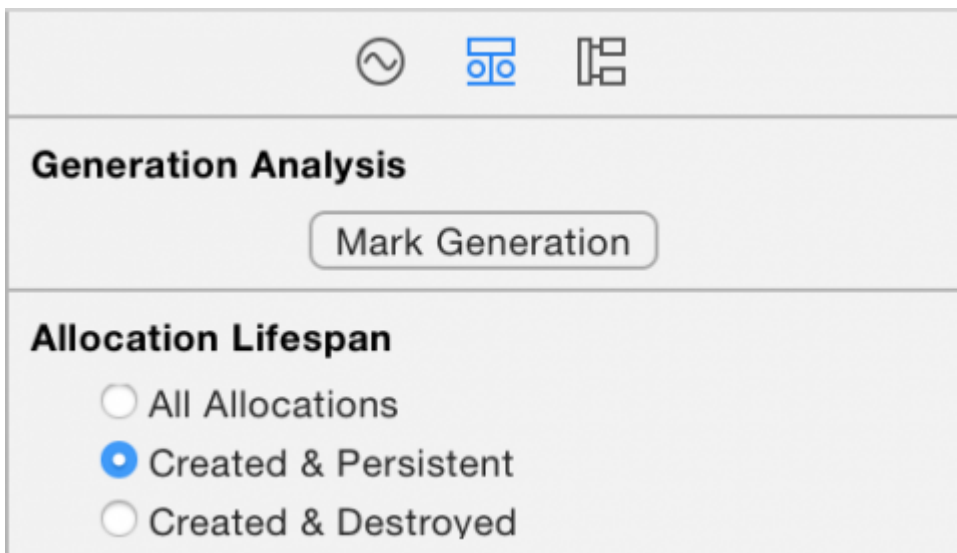 Generation Analysis
Mark Generation
Allocation Lifespan
All Allocations
Created & Persistent
Created & Destroyed